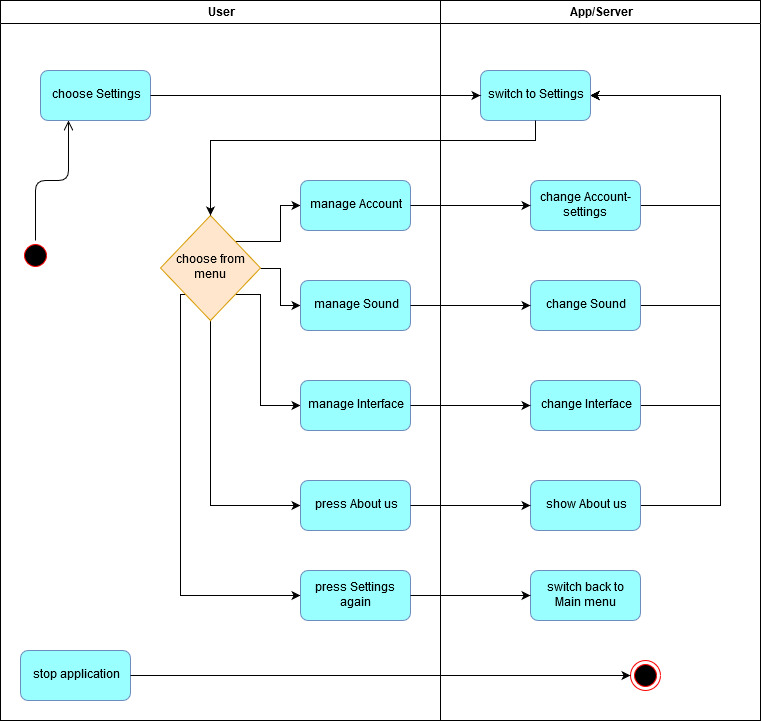 User
App/Server
choose Settings
switch to Settings
manage Account
change Account-
settings
choose from
menu
manage Sound
change Sound
manage Interface
change Interface
press About us
show About us
press Settings
again
switch back to
Main menu
stop application